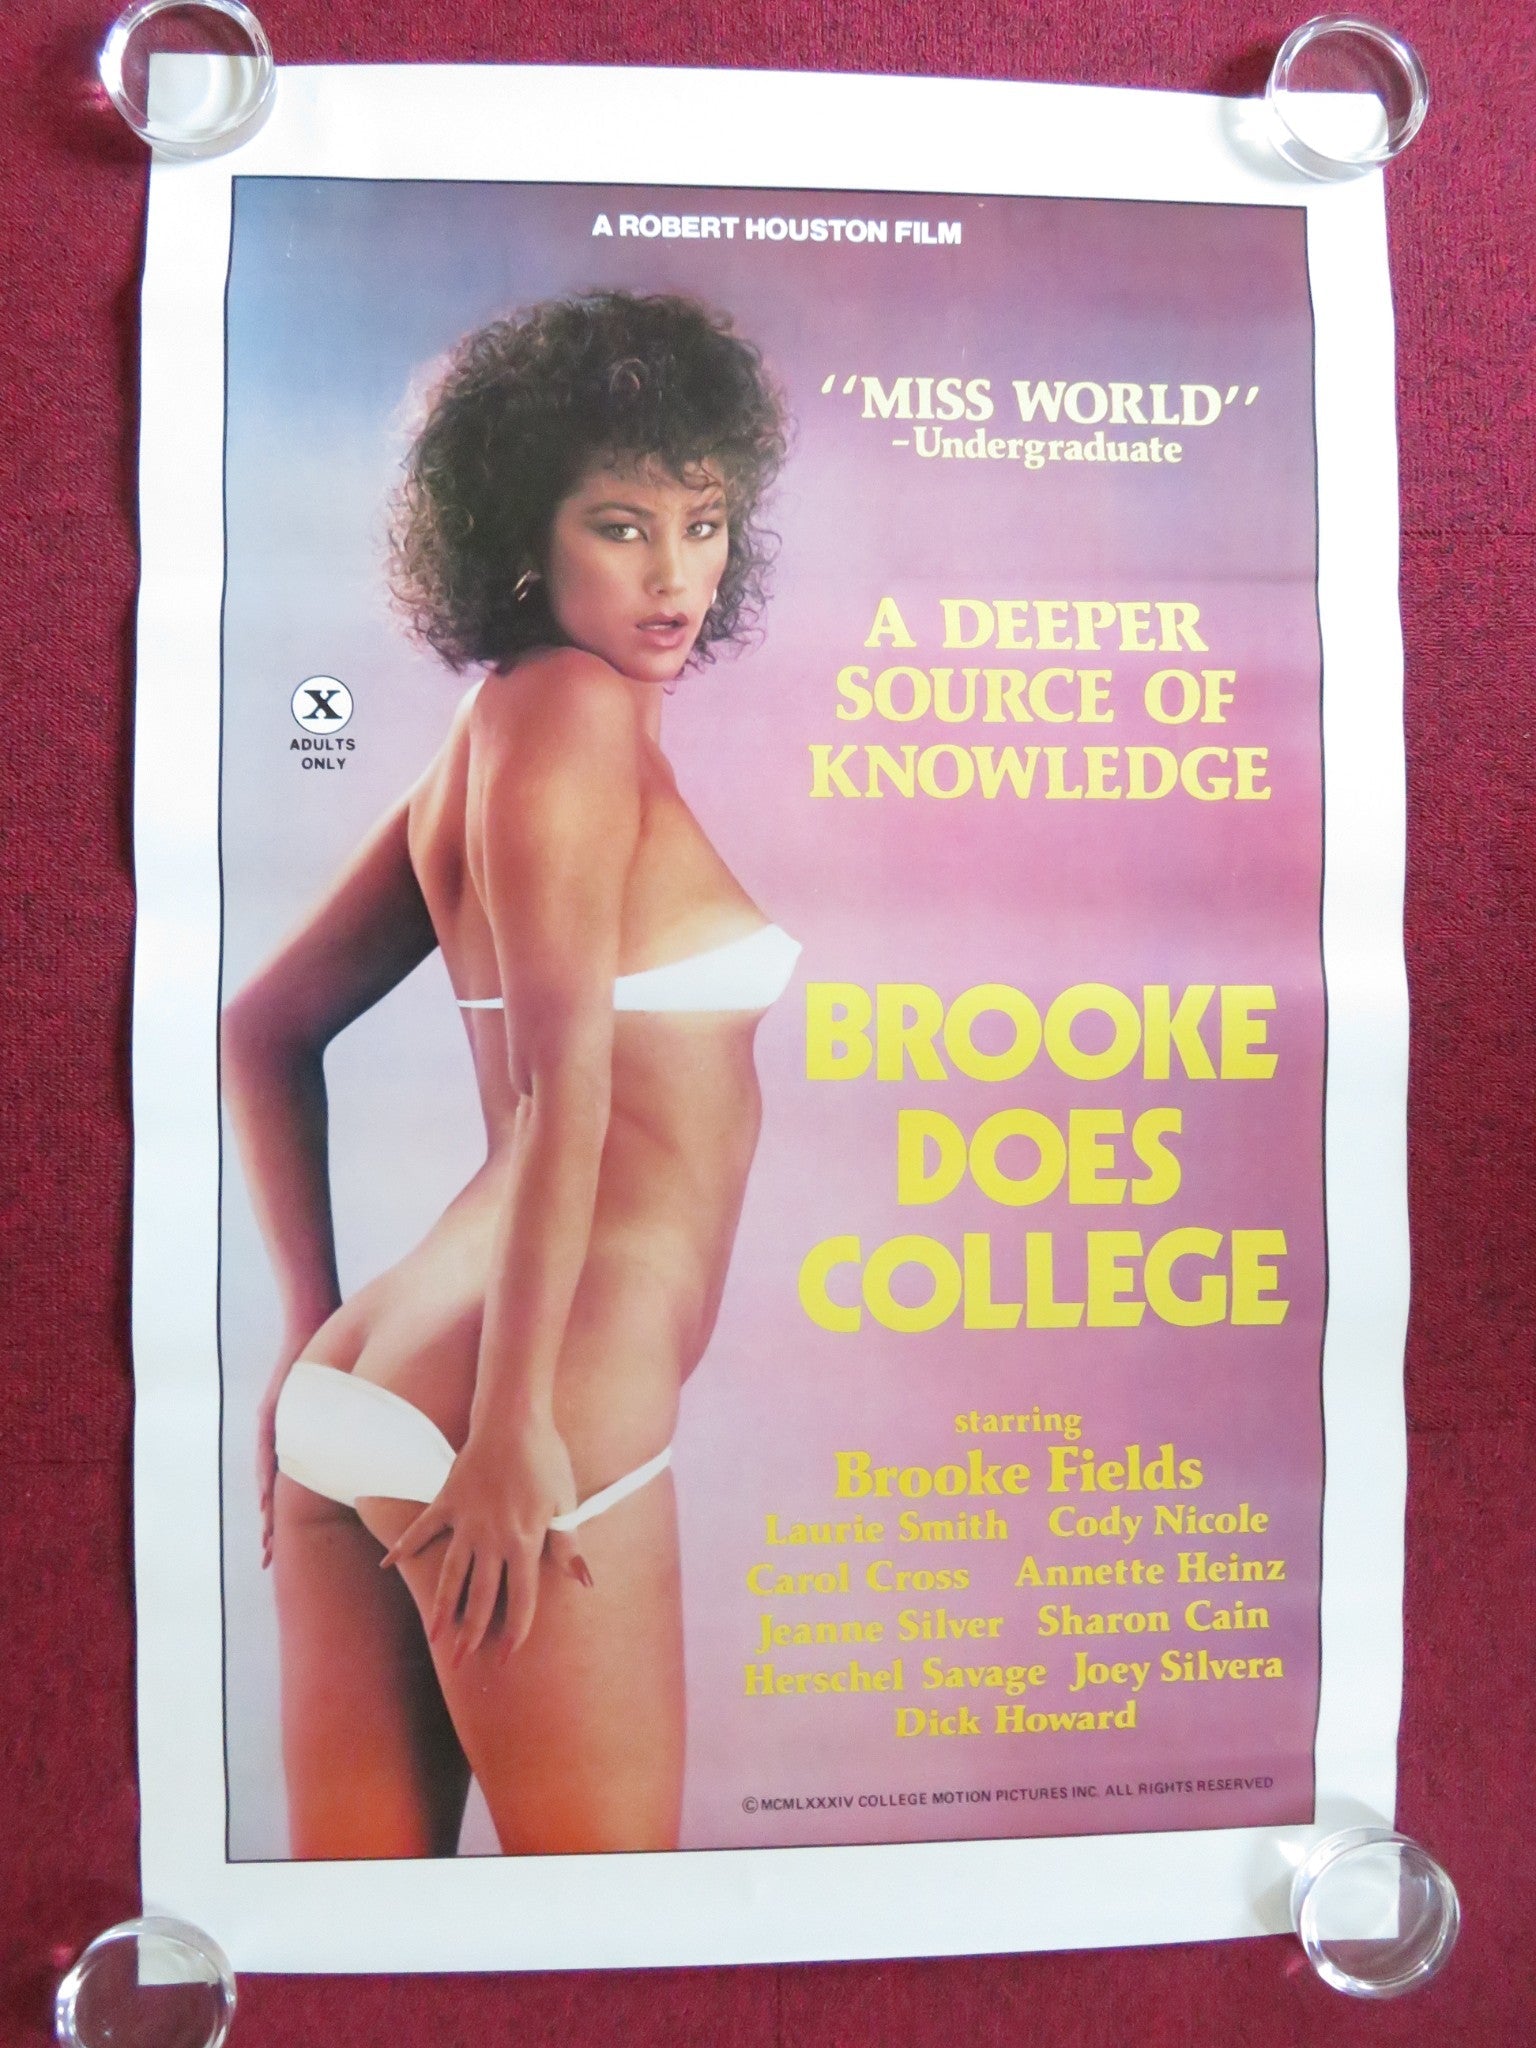 A ROBERT HOUSTON FILM
''MISS WORLD''
-Undergraduate
A DEEPER
SOURCE OF
KNOWLEDGE
X
ADULTS
ONLY
BROOKE
DOES
COLLEGE
starring
Brooke Fields
Laurie Smith Cody Nicole
Carol Cross Annette Heinz
Jeanne Silver Sharon Cain
Herschel Savage Joey Silvera
Dick Howard
© MCMLXXXIV COLLEGE MOTION PICTURES INC. ALL RIGHTS RESERVED